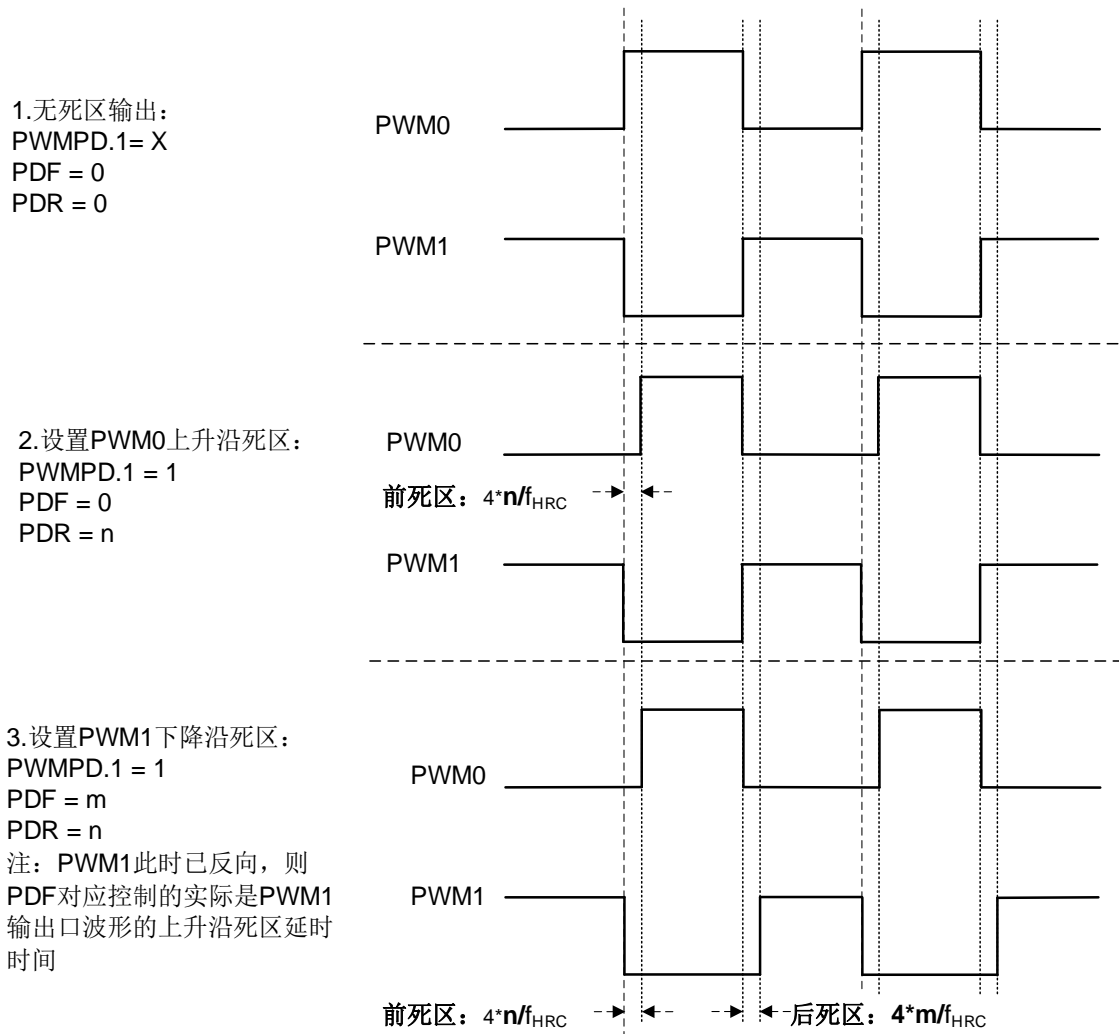 1.无死区输出：
PWMPD.1= X
PDF = 0
PDR = 0
PWM0
PWM1
2.设置PWM0上升沿死区：
PWMPD.1 = 1
PDF = 0
PDR = n
PWM0
前死区：4*n/fHRC
PWM1
3.设置PWM1下降沿死区：
PWMPD.1 = 1
PDF = m
PDR = n
注：PWM1此时已反向，则
PDF对应控制的实际是PWM1
输出口波形的上升沿死区延时
时间
PWM0
PWM1
前死区：4*n/fHRC
后死区：4*m/fHRC